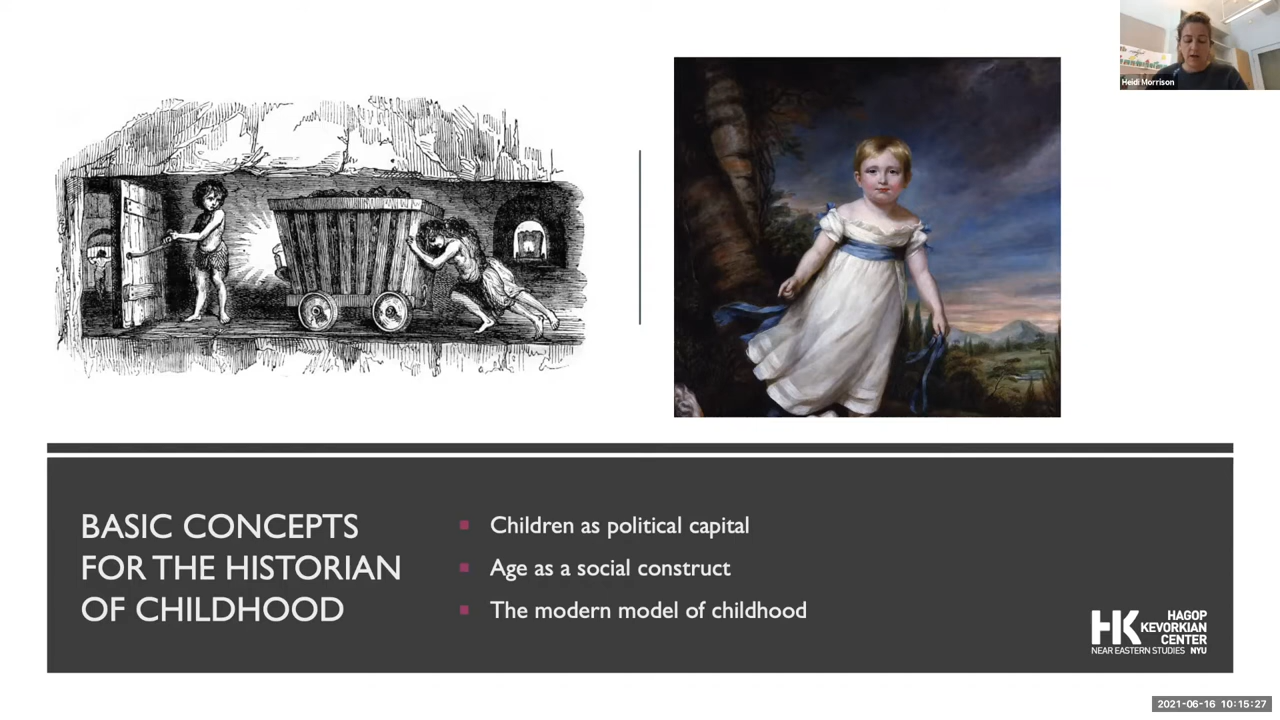 Heidi Morrison
BASIC CONCEPTS
FOR THE HISTORIAN
OF CHILDHOOD
Children as political capital
Age as a social construct
The modern model of childhood
HK
HAGOP
KEVORKIAN
CENTER
NEAR EASTERN STUDIES NYU
2021-06-16 10:15:27